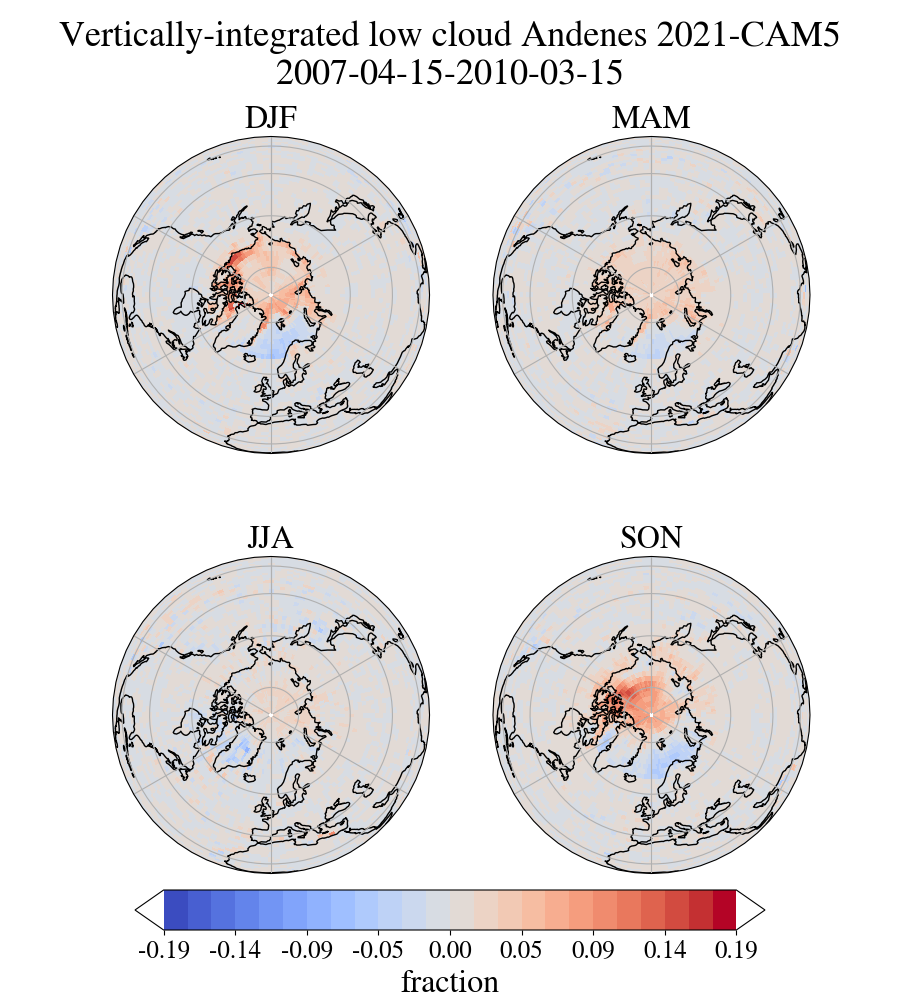 Vertically-integrated low cloud Andenes 2021-CAM5
2007-04-15-2010-03-15
DJF
MAM
JJA
SON
-0.19 -0.14 -0.09 -0.05 0.00 0.05 0.09 0.14 0.19
fraction